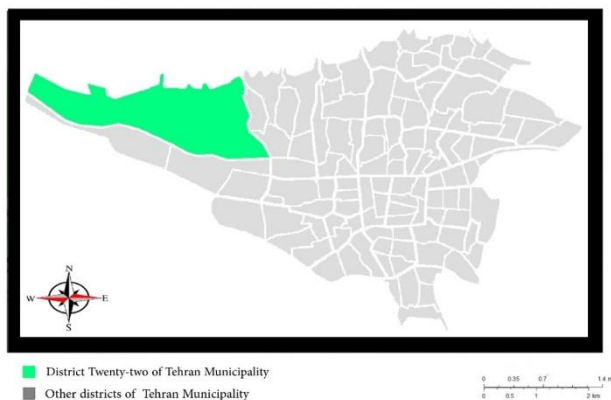 N
W E
S
District Twenty-two of Tehran Municipality
Other districts of Tehran Municipality
0 0.35 0.7 1.4 m
0 0.5 1 2 km